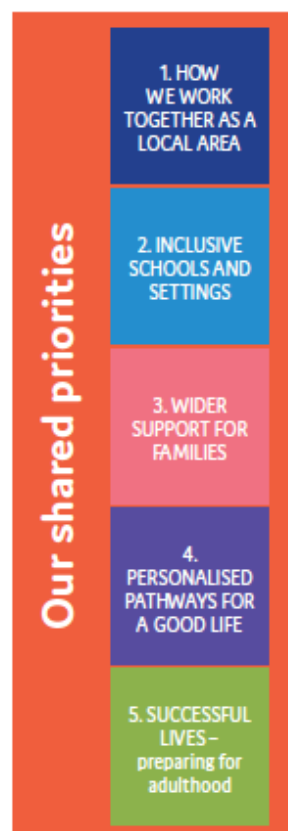 Our shared priorities
1. HOW
WE WORK
TOGETHER AS A
LOCAL AREA
2. INCLUSIVE
SCHOOLS AND
SETTINGS
3. WIDER
SUPPORT FOR
FAMILIES
4.
PERSONALISED
PATHWAYS FOR
A GOOD LIFE
5. SUCCESSFUL
LIVES –
preparing for
adulthood